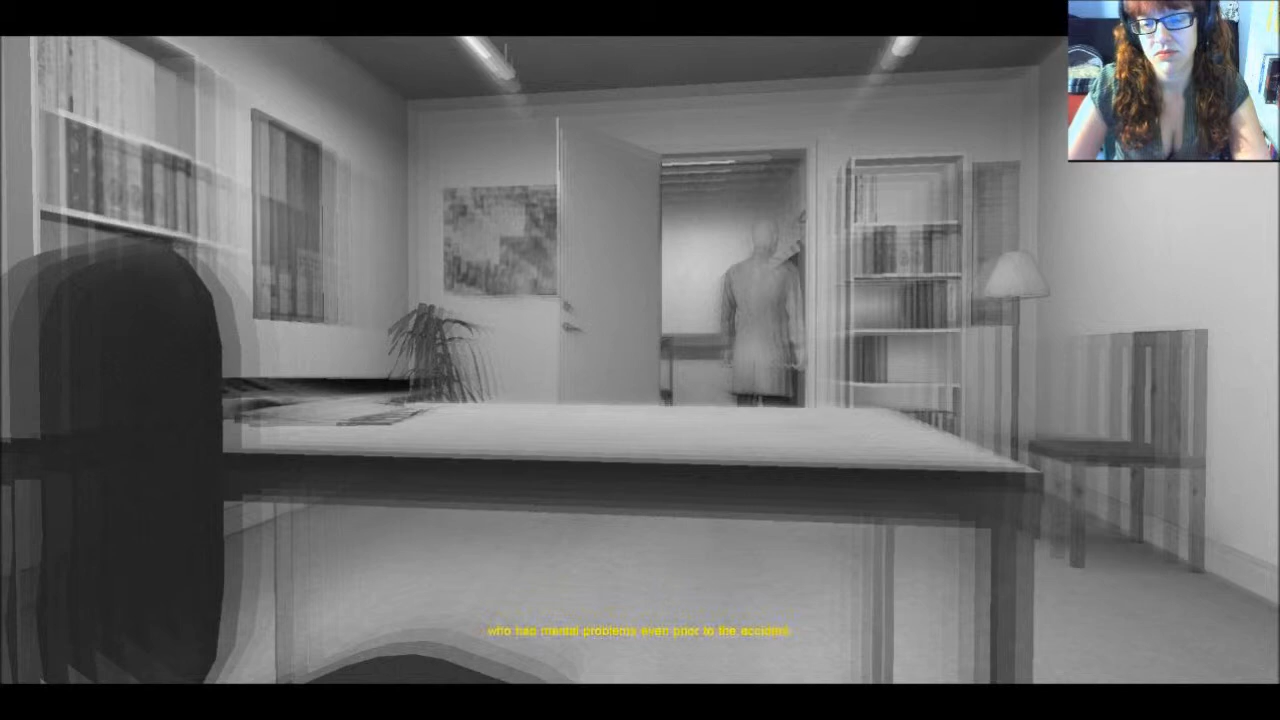 who had mental problems even prior to the accident